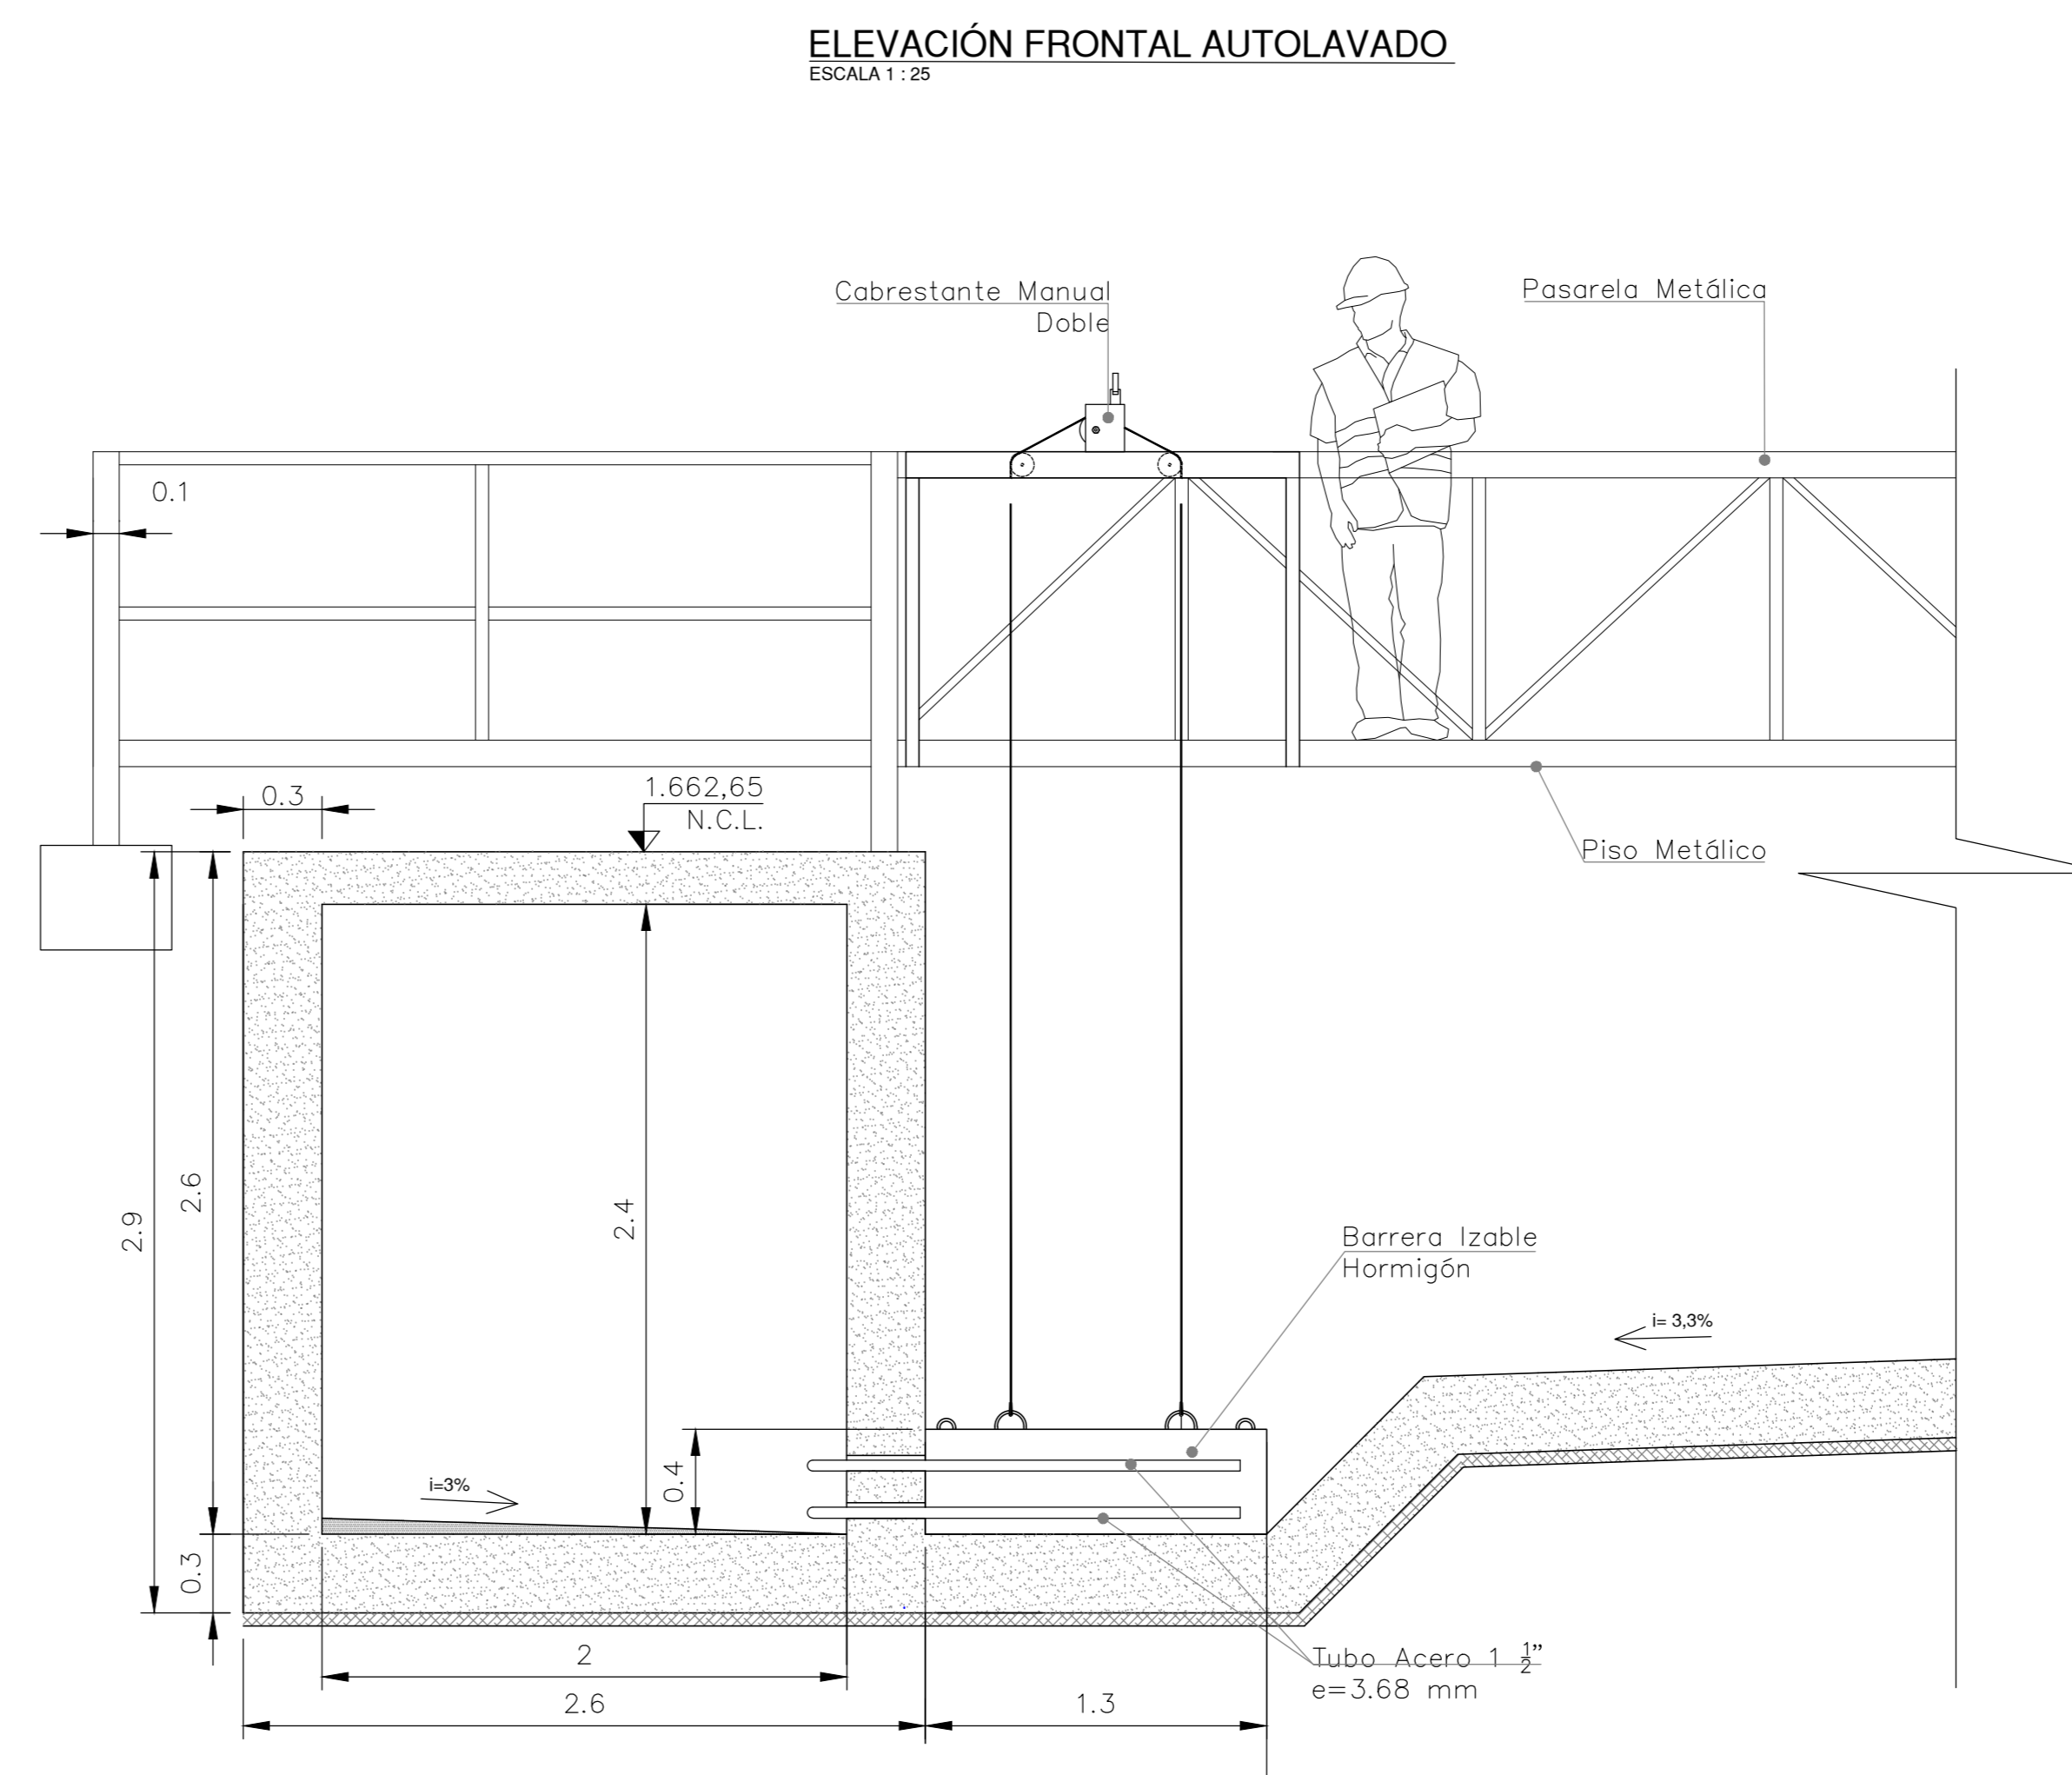 ELEVACIÓN FRONTAL AUTOLAVADO
ESCALA 1 : 25
Cabrestante Manual
Doble
Pasarela Metálica
0.1
0.3
1.662,65
N.C.L.
Piso Metálico
2.9
2.6
2.4
Barrera Izable
Hormigón
i= 3,3%
0.4
i=3%
0.3
2
Tubo Acero 1 ½”
e=3.68 mm
2.6
1.3